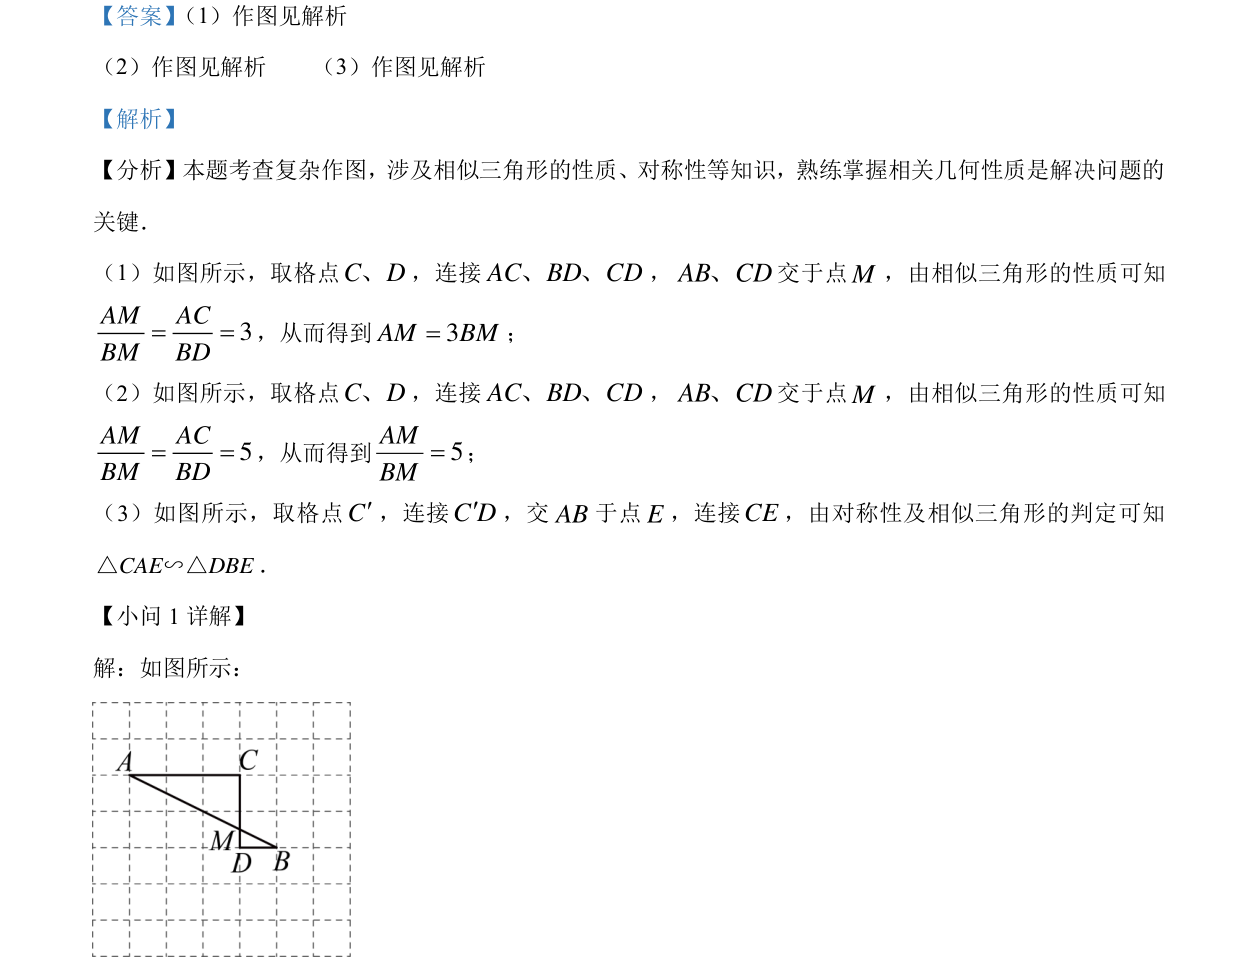 【答案】（1）作图见解析
（2）作图见解析　　（3）作图见解析
【解析】
【分析】本题考查复杂作图，涉及相似三角形的性质、对称性等知识，熟练掌握相关几何性质是解决问题的
关键．
（1）如图所示，取格点C、D，连接AC、BD、CD，AB、CD交于点M，由相似三角形的性质可知
AM/BM = AC/BD = 3，从而得到AM = 3BM；
（2）如图所示，取格点C、D，连接AC、BD、CD，AB、CD交于点M，由相似三角形的性质可知
AM/BM = AC/BD = 5，从而得到AM/BM = 5；
（3）如图所示，取格点C′，连接C′D，交AB于点E，连接CE，由对称性及相似三角形的判定可知
△CAE∽△DBE．
【小问1详解】
解：如图所示：
A C
M
D B